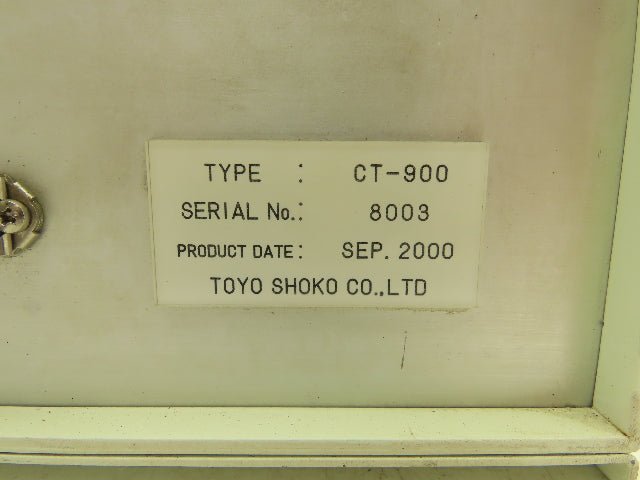 TYPE : CT-900
SERIAL No.: 8003
PRODUCT DATE: SEP. 2000
TOYO SHOKO CO.,LTD